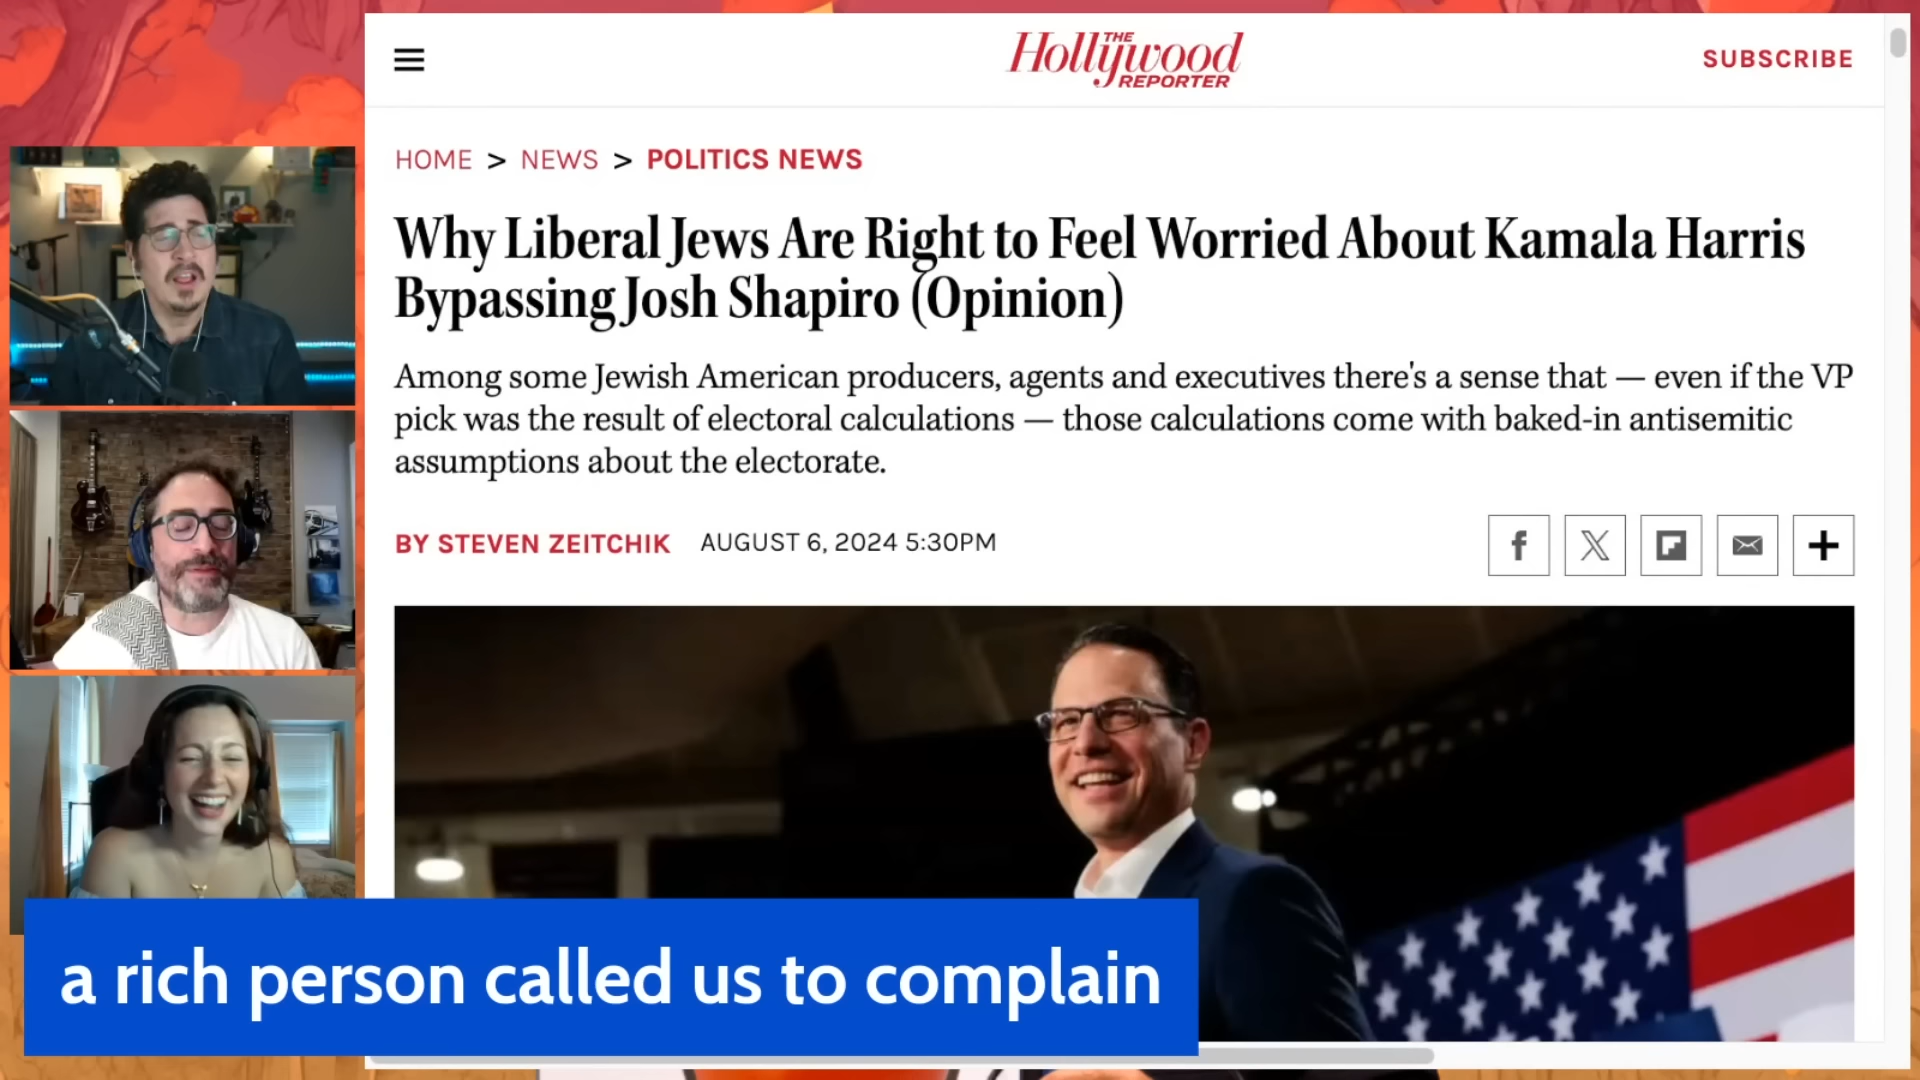 THE
Hollywood
REPORTER
SUBSCRIBE
HOME > NEWS > POLITICS NEWS
Why Liberal Jews Are Right to Feel Worried About Kamala Harris
Bypassing Josh Shapiro (Opinion)
Among some Jewish American producers, agents and executives there's a sense that — even if the VP
pick was the result of electoral calculations — those calculations come with baked-in antisemitic
assumptions about the electorate.
BY STEVEN ZEITCHIK AUGUST 6, 2024 5:30PM
a rich person called us to complain